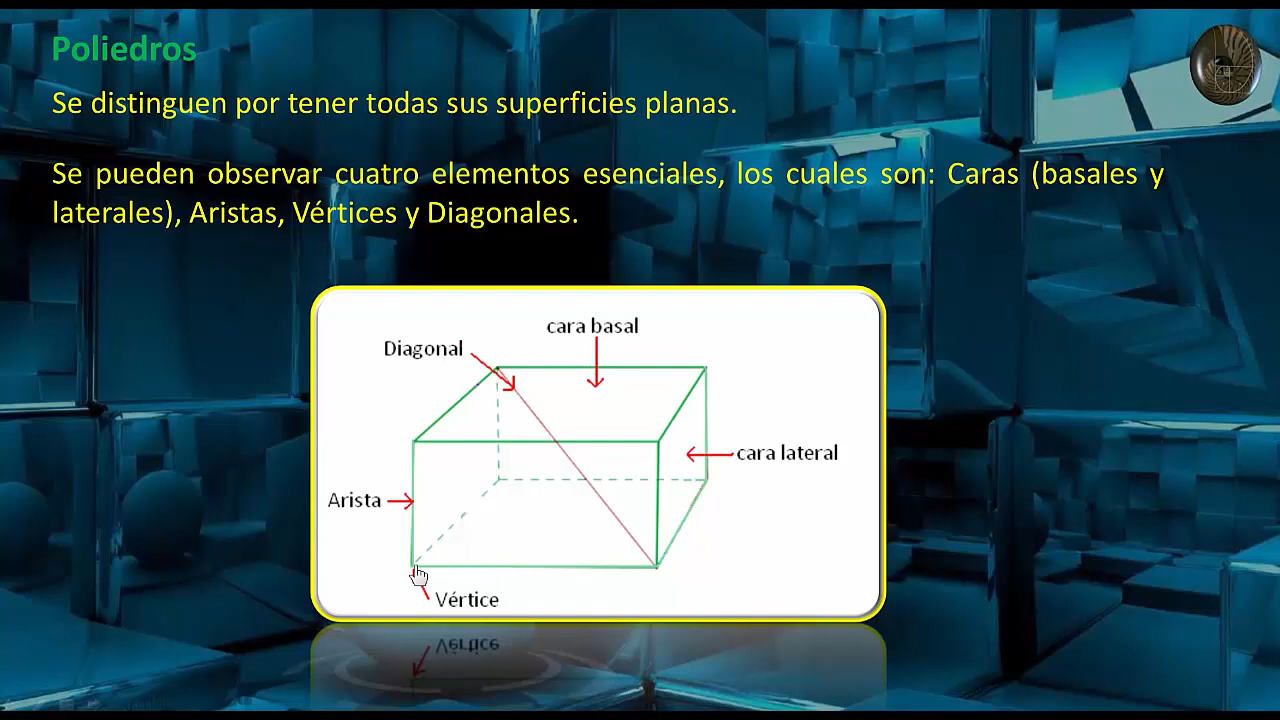 Poliedros
Se distinguen por tener todas sus superficies planas.
Se pueden observar cuatro elementos esenciales, los cuales son: Caras (basales y
laterales), Aristas, Vértices y Diagonales.
cara basal
Diagonal
cara lateral
Arista
Vértice
Vértice